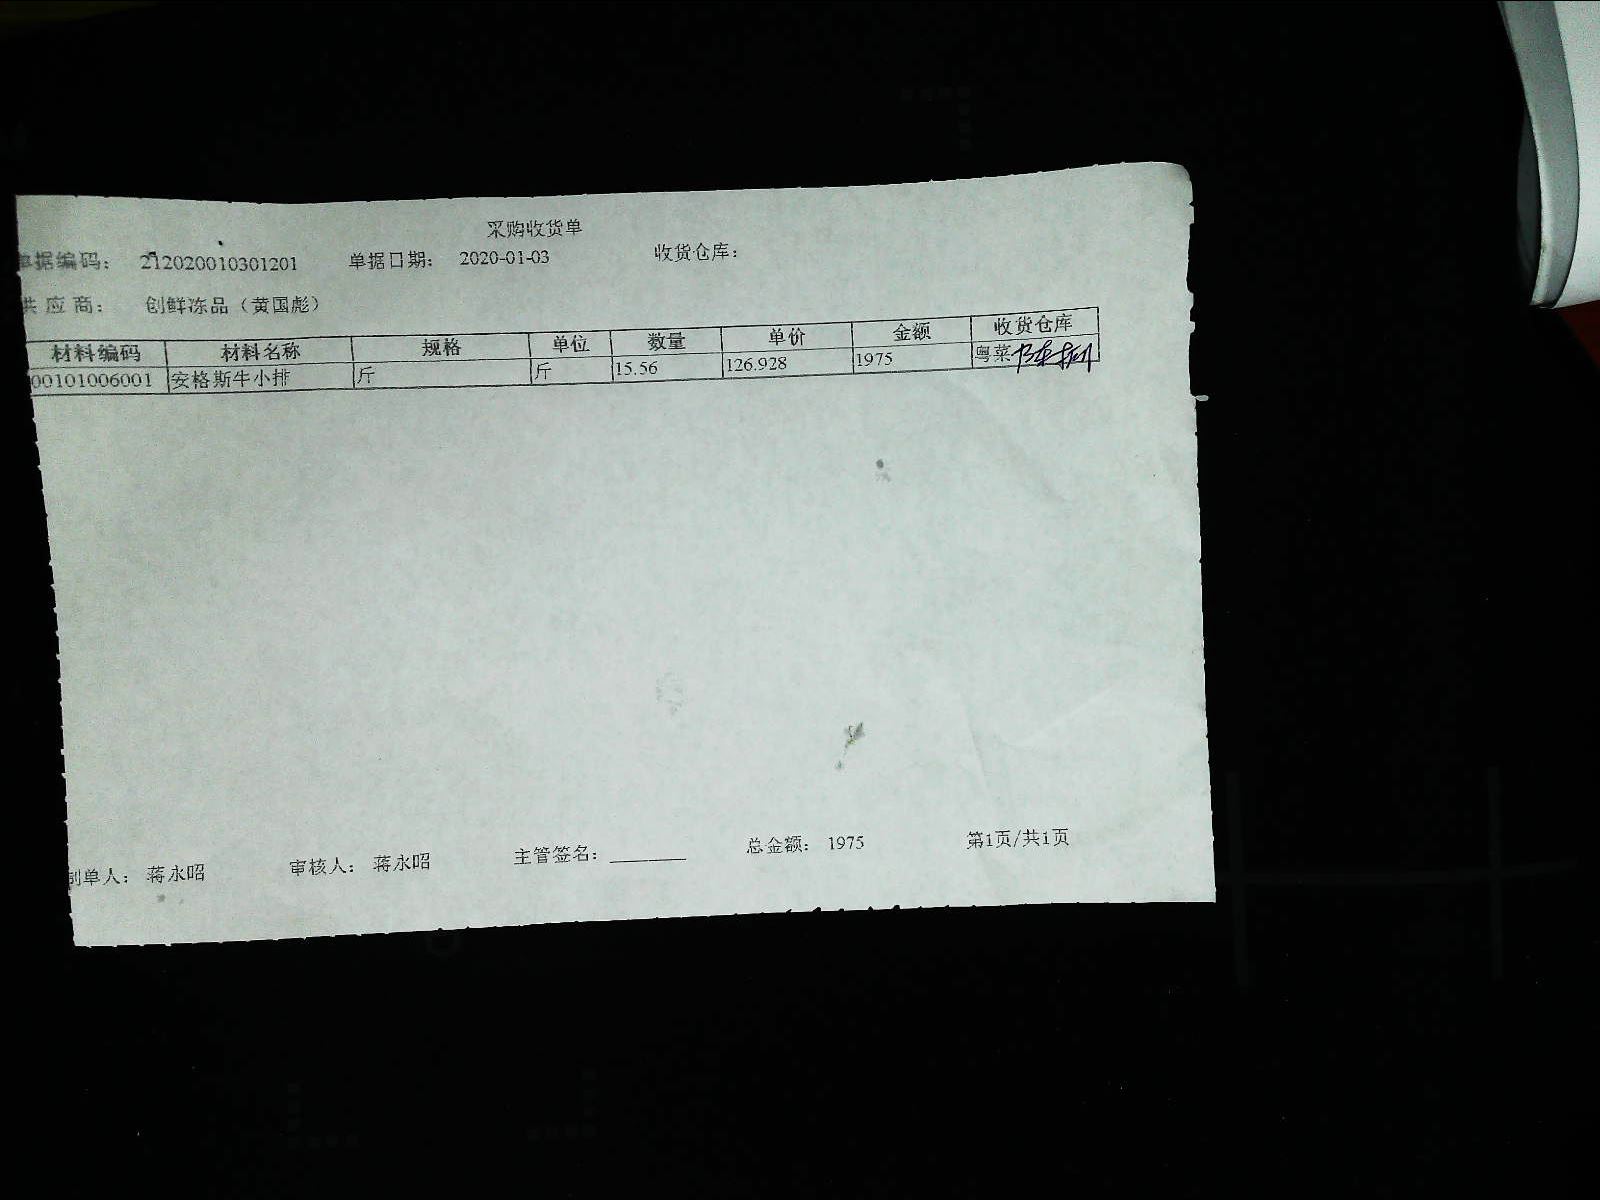 采购收货单
单据编码： 212020010301201 单据日期： 2020-01-03 收货仓库：
供应商： 创鲜冻品（黄国彪）
材料编码 材料名称 规格 单位 数量 单价 金额 收货仓库
00101006001 安格斯牛小排 斤 斤 15.56 126.928 1975 粤菜
制单人： 蒋永昭 审核人： 蒋永昭 主管签名： 总金额： 1975 第1页/共1页